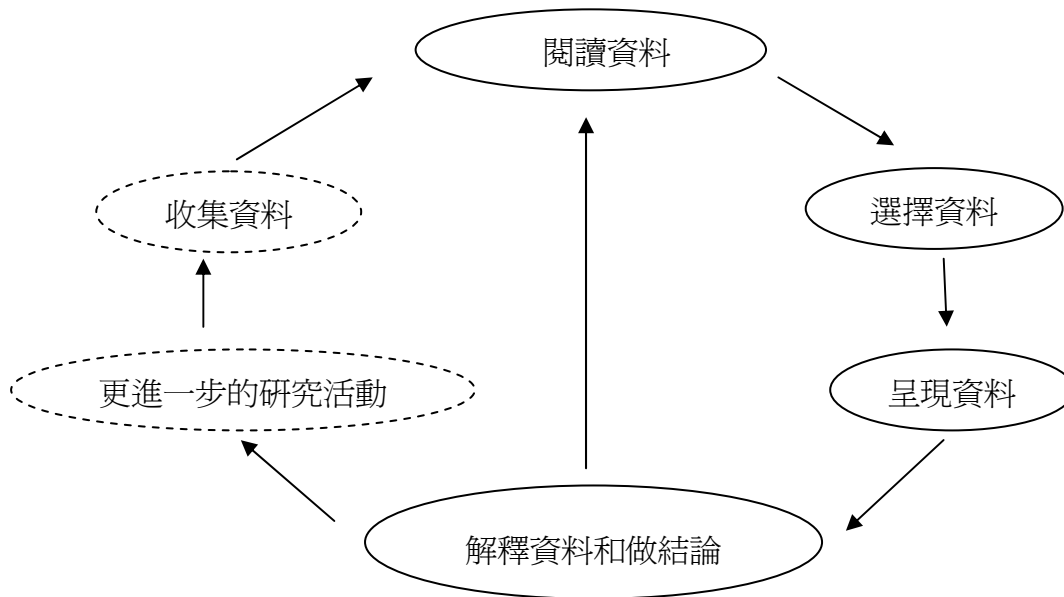 閱讀資料
收集資料
選擇資料
更進一步的研究活動
呈現資料
解釋資料和做結論